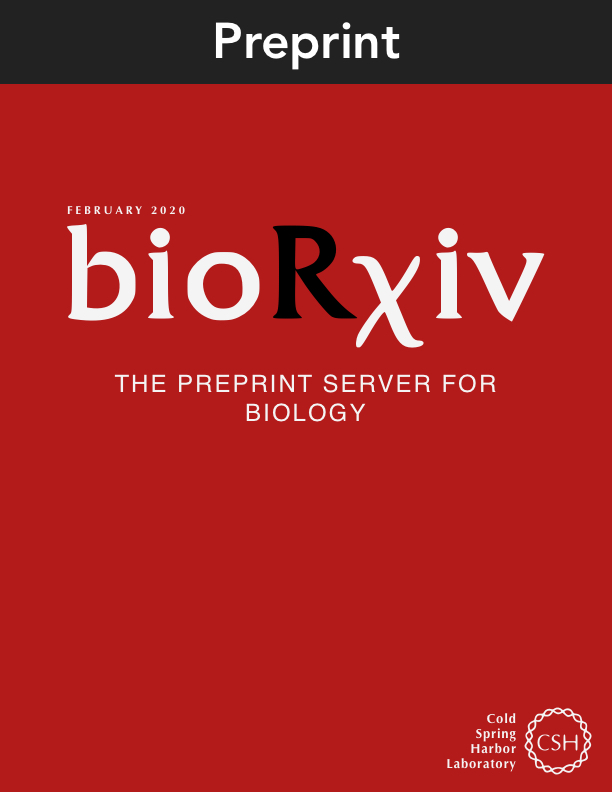 Preprint
FEBRUARY 2020
bioRχiv
THE PREPRINT SERVER FOR
BIOLOGY
Cold
Spring
Harbor
Laboratory
CSH